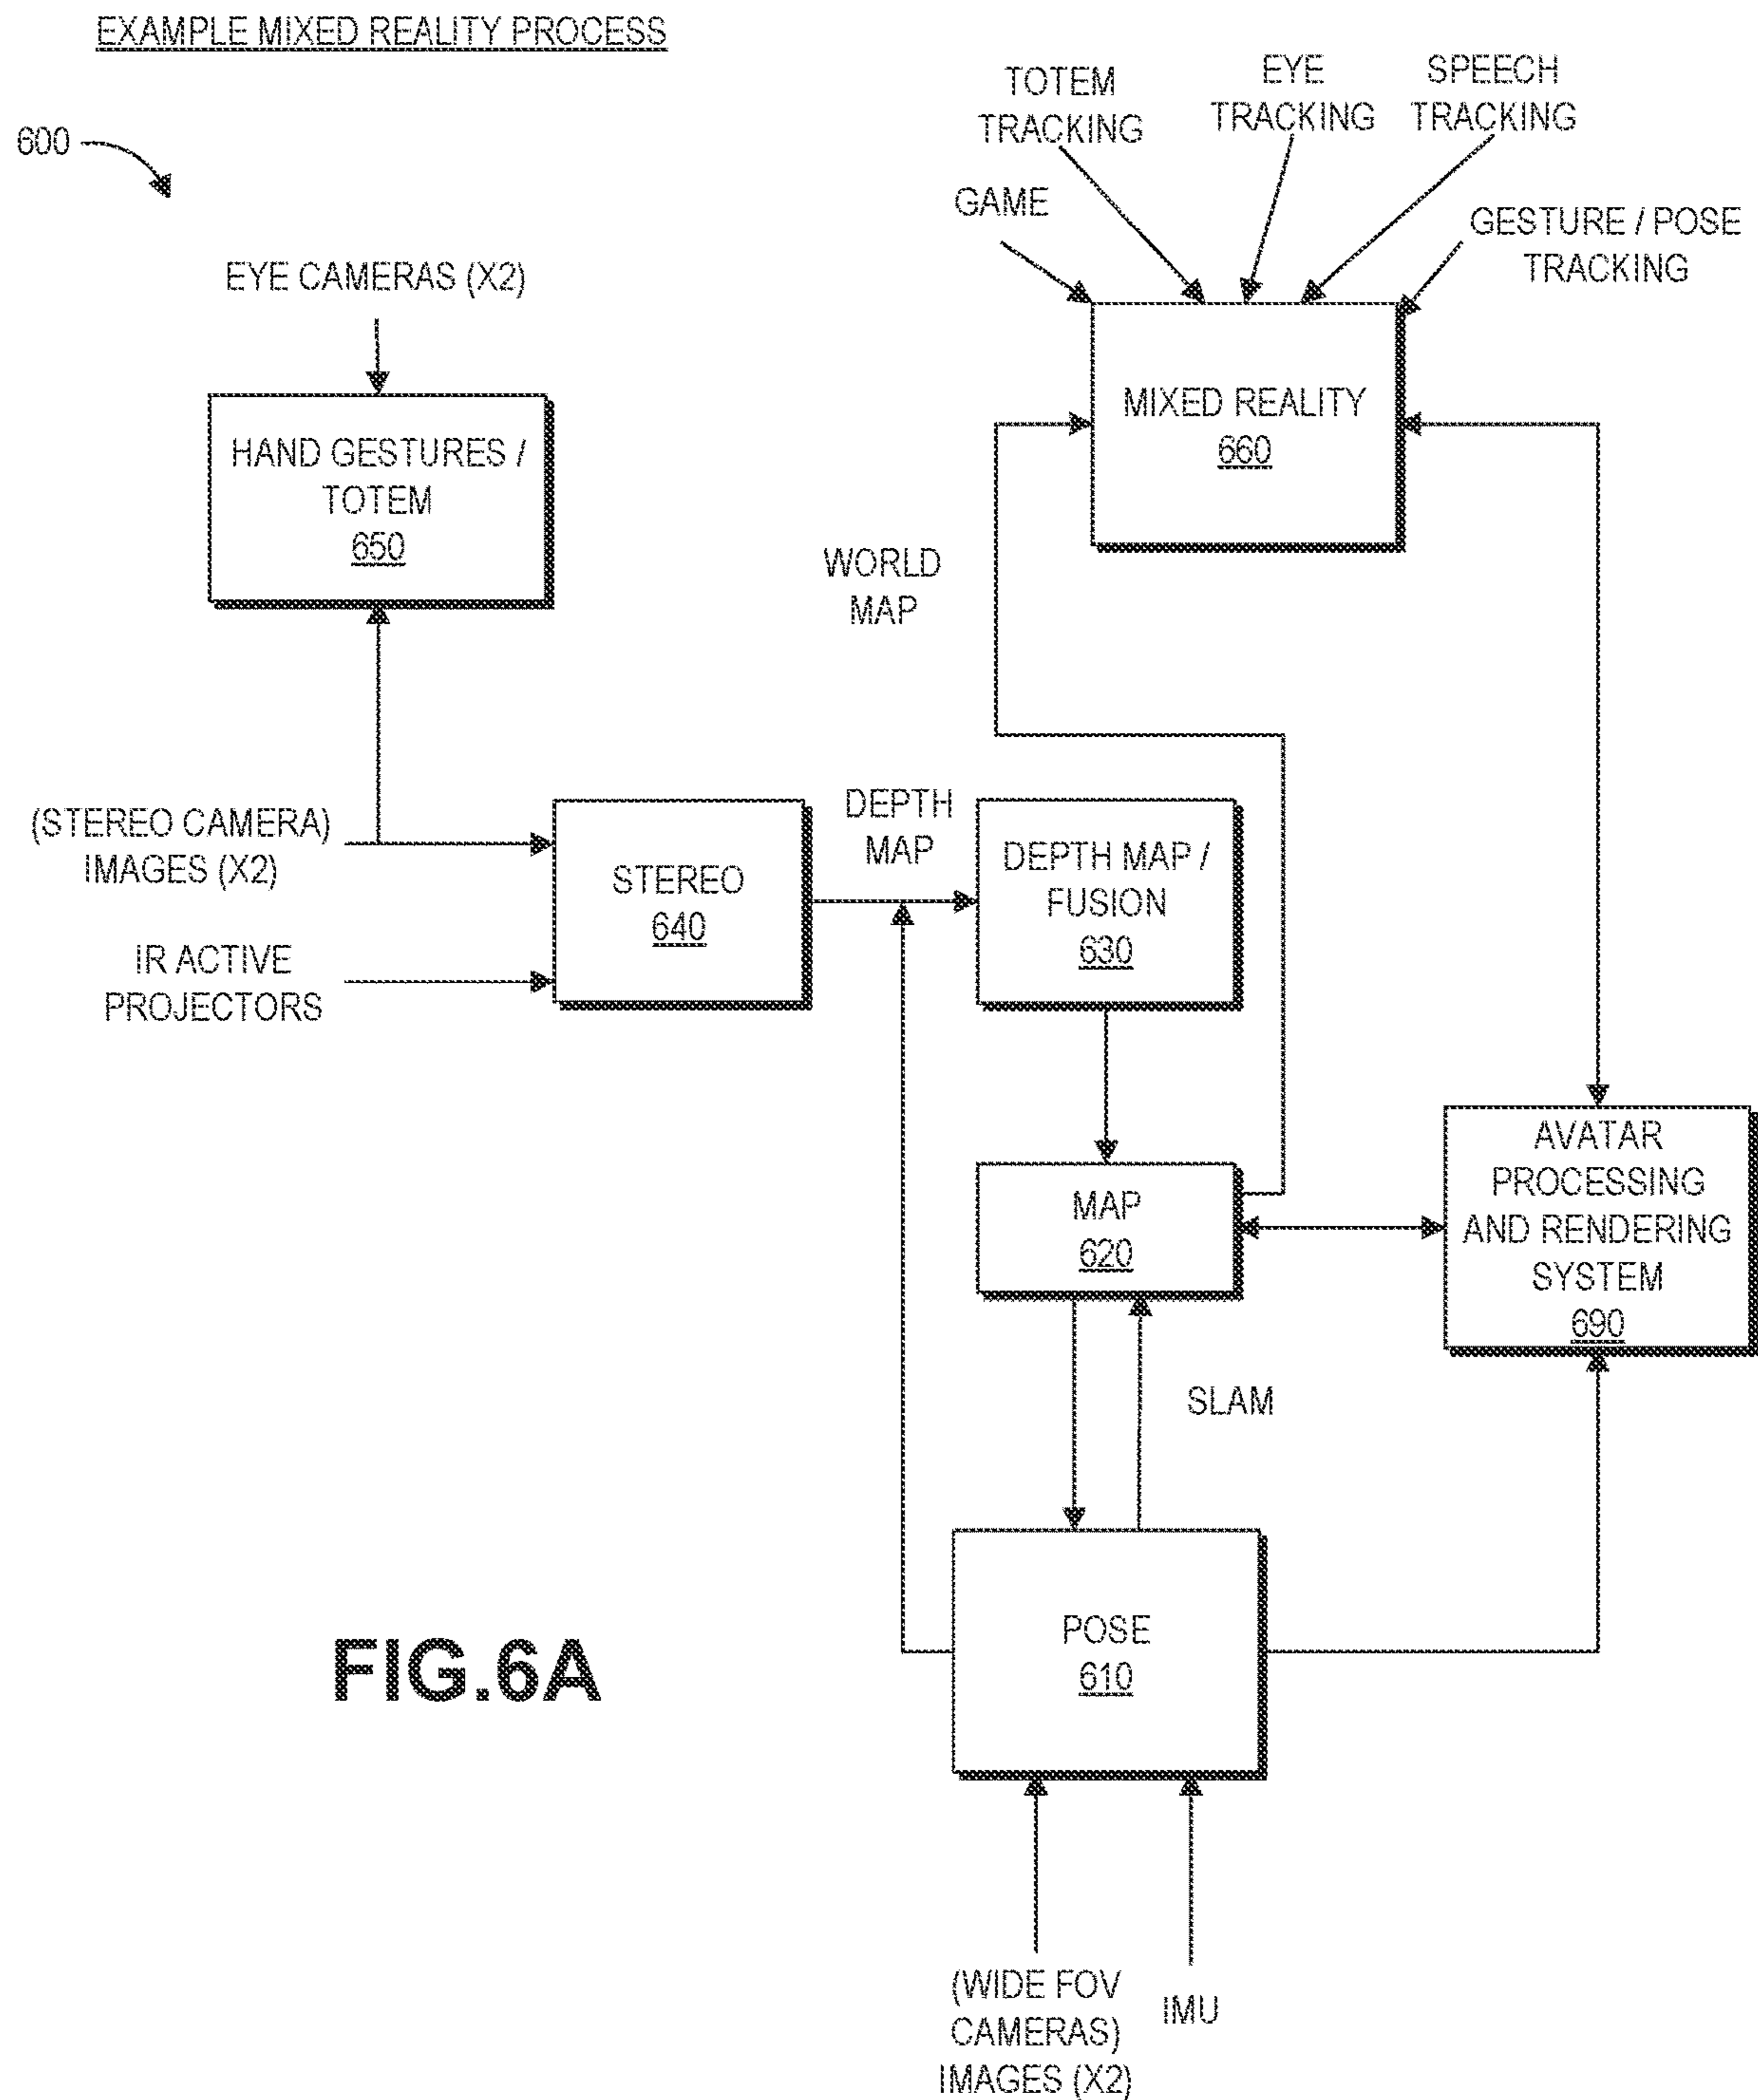 EXAMPLE MIXED REALITY PROCESS
600
TOTEM
TRACKING
EYE
TRACKING
SPEECH
TRACKING
GAME
GESTURE / POSE
TRACKING
EYE CAMERAS (X2)
HAND GESTURES /
TOTEM
650
MIXED REALITY
660
WORLD
MAP
(STEREO CAMERA)
IMAGES (X2)
IR ACTIVE
PROJECTORS
STEREO
640
DEPTH
MAP
DEPTH MAP /
FUSION
630
MAP
620
AVATAR
PROCESSING
AND RENDERING
SYSTEM
690
SLAM
POSE
610
FIG.6A
(WIDE FOV
CAMERAS)
IMAGES (X2)
IMU